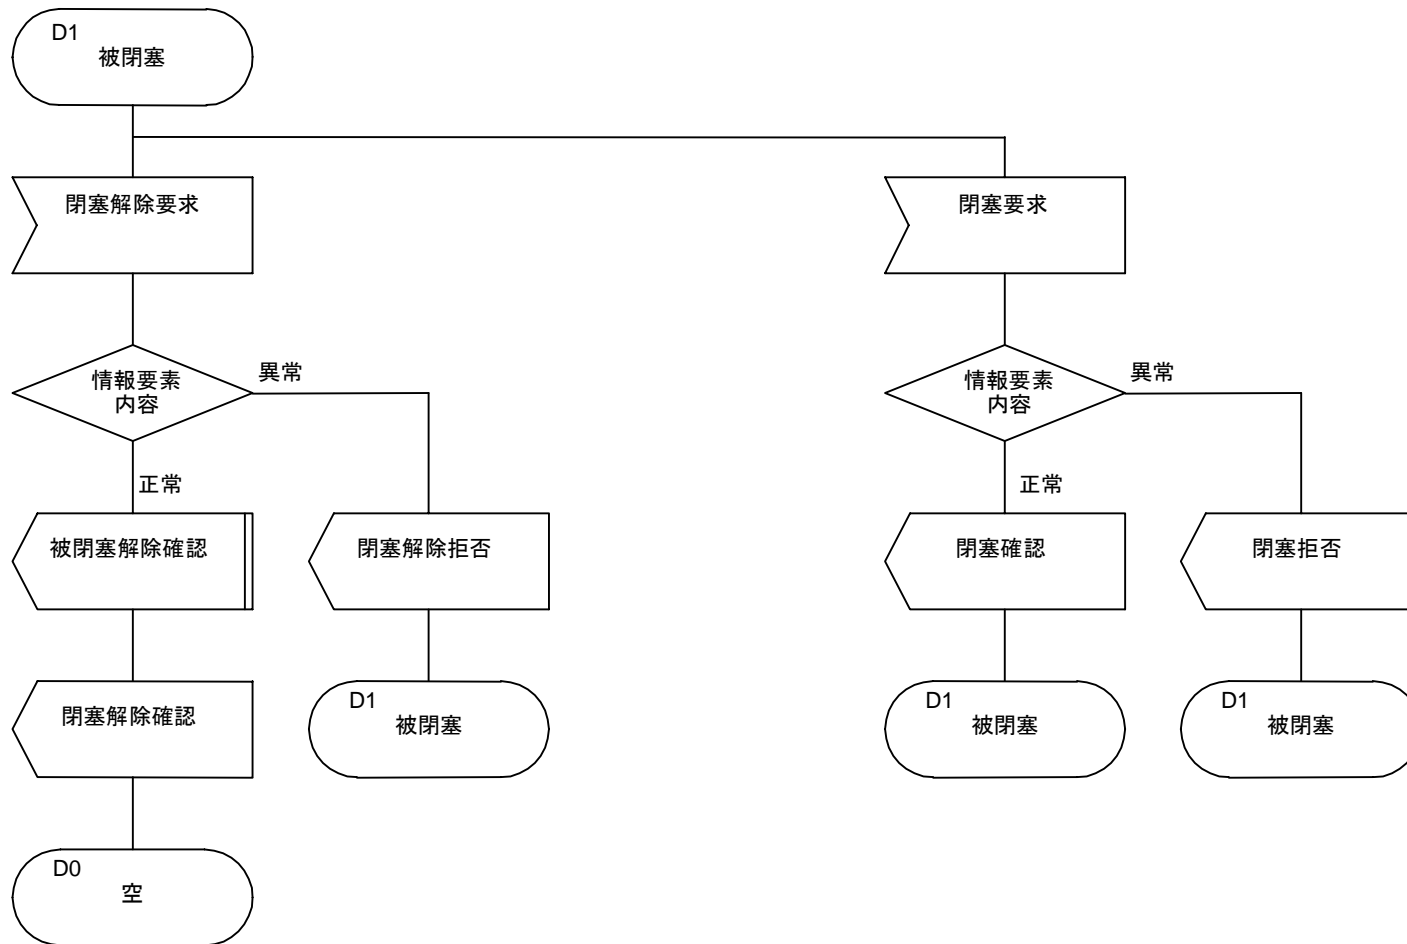 D1
被閉塞
閉塞解除要求
閉塞要求
情報要素
内容
異常
情報要素
内容
異常
正常
正常
被閉塞解除確認
閉塞解除拒否
閉塞確認
閉塞拒否
閉塞解除確認
D1
被閉塞
D1
被閉塞
D1
被閉塞
D0
空